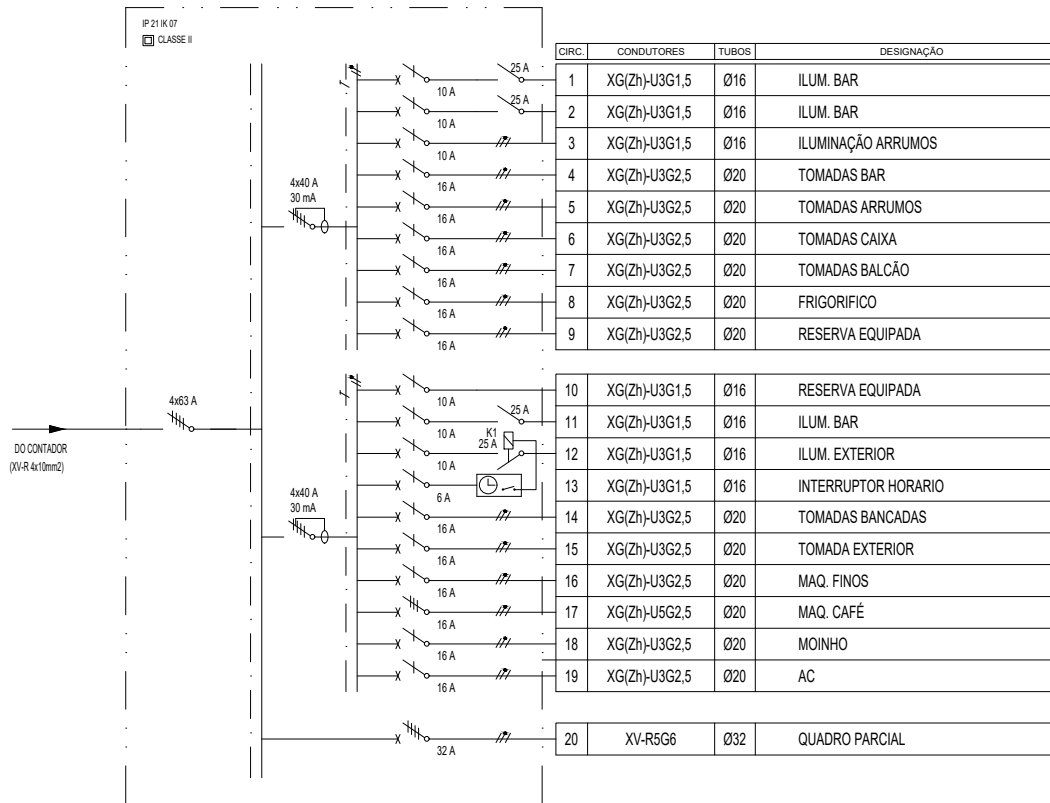 IP 21 IK 07
CLASSE II
CIRC. CONDUTORES TUBOS DESIGNAÇÃO
10 A 25 A 1 XG(Zh)-U3G1,5 Ø16 ILUM. BAR
10 A 25 A 2 XG(Zh)-U3G1,5 Ø16 ILUM. BAR
10 A 3 XG(Zh)-U3G1,5 Ø16 ILUMINAÇÃO ARRUMOS
16 A 4 XG(Zh)-U3G2,5 Ø20 TOMADAS BAR
4x40 A
30 mA
16 A 5 XG(Zh)-U3G2,5 Ø20 TOMADAS ARRUMOS
16 A 6 XG(Zh)-U3G2,5 Ø20 TOMADAS CAIXA
16 A 7 XG(Zh)-U3G2,5 Ø20 TOMADAS BALCÃO
16 A 8 XG(Zh)-U3G2,5 Ø20 FRIGORIFICO
16 A 9 XG(Zh)-U3G2,5 Ø20 RESERVA EQUIPADA
4x63 A
DO CONTADOR
(XV-R 4x10mm2)
10 A 10 XG(Zh)-U3G1,5 Ø16 RESERVA EQUIPADA
10 A 25 A 11 XG(Zh)-U3G1,5 Ø16 ILUM. BAR
K1
25 A
10 A 12 XG(Zh)-U3G1,5 Ø16 ILUM. EXTERIOR
6 A 13 XG(Zh)-U3G1,5 Ø16 INTERRUPTOR HORARIO
4x40 A
30 mA
16 A 14 XG(Zh)-U3G2,5 Ø20 TOMADAS BANCADAS
16 A 15 XG(Zh)-U3G2,5 Ø20 TOMADA EXTERIOR
16 A 16 XG(Zh)-U3G2,5 Ø20 MAQ. FINOS
16 A 17 XG(Zh)-U5G2,5 Ø20 MAQ. CAFÉ
16 A 18 XG(Zh)-U3G2,5 Ø20 MOINHO
16 A 19 XG(Zh)-U3G2,5 Ø20 AC
32 A 20 XV-R5G6 Ø32 QUADRO PARCIAL